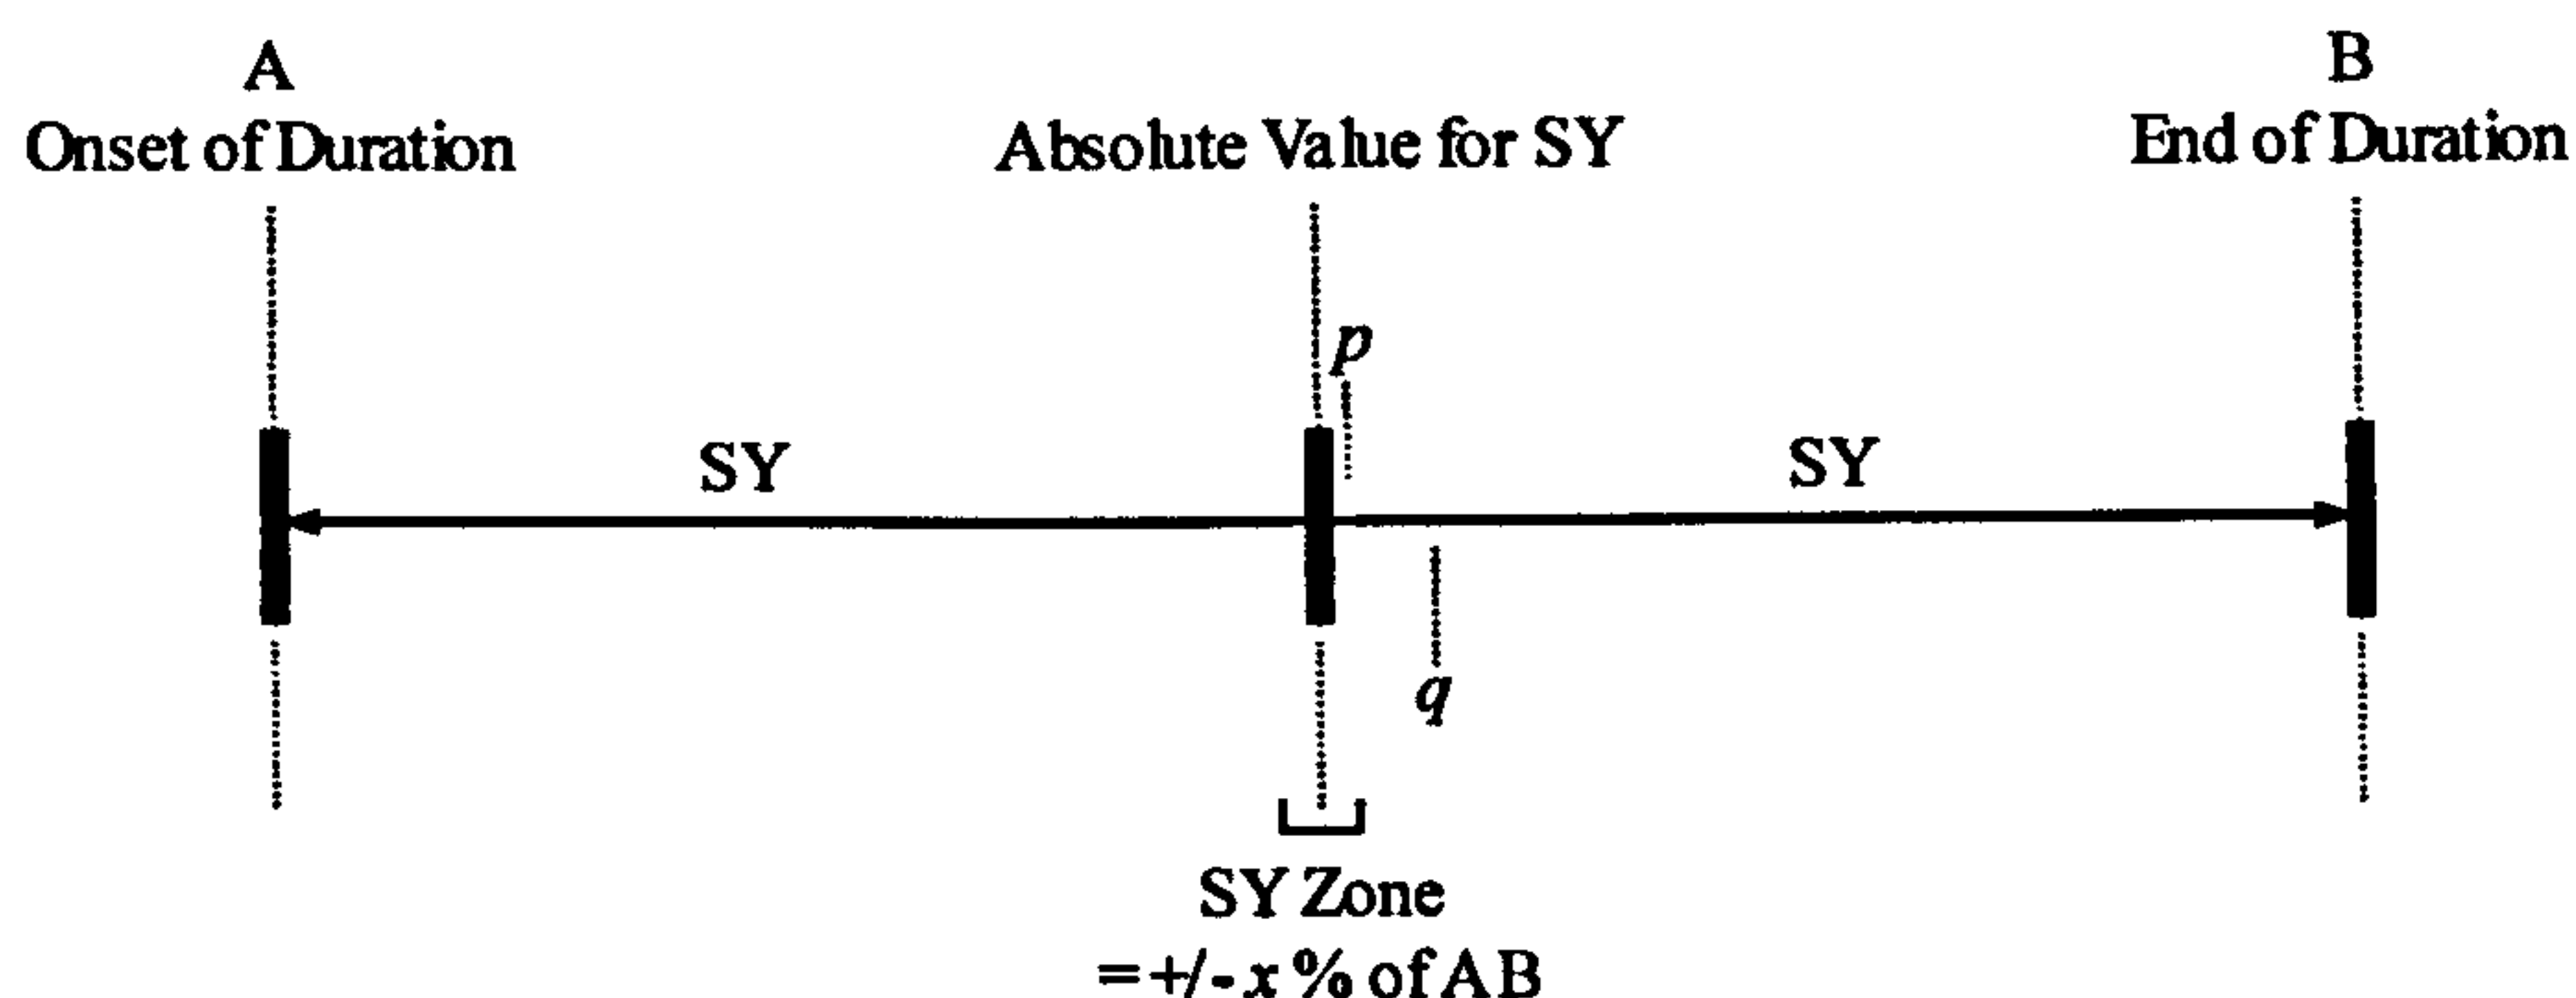 A
Onset of Duration
Absolute Value for SY
B
End of Duration
p
SY
SY
q
SY Zone
= +/- x % of AB